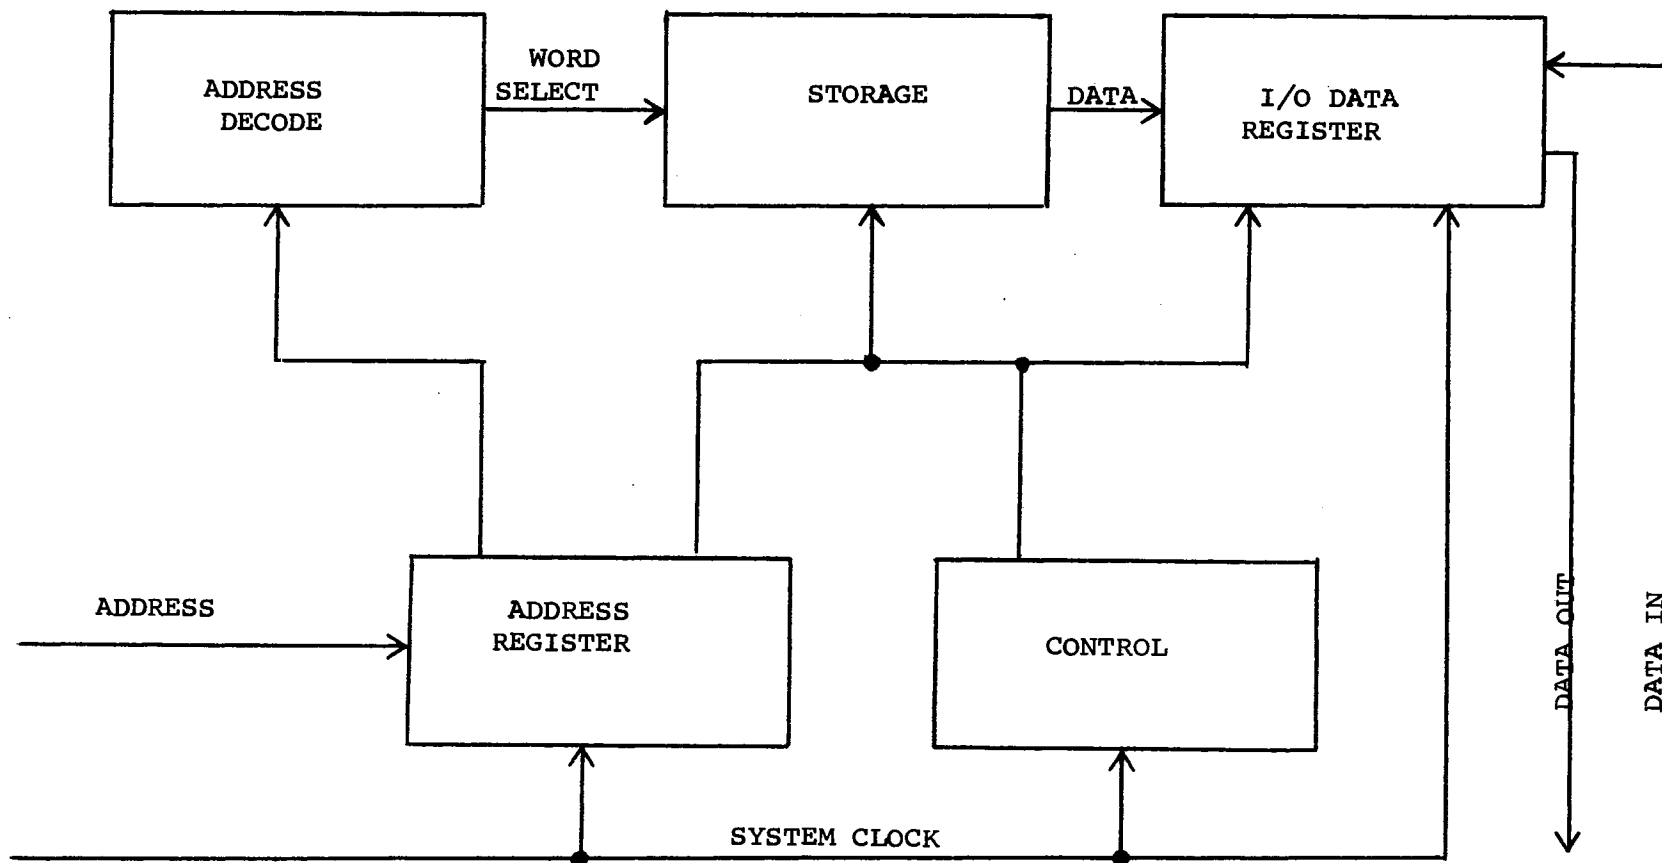 ADDRESS
DECODE
WORD
SELECT
STORAGE
DATA
I/O DATA
REGISTER
ADDRESS
ADDRESS
REGISTER
CONTROL
DATA OUT
DATA IN
SYSTEM CLOCK